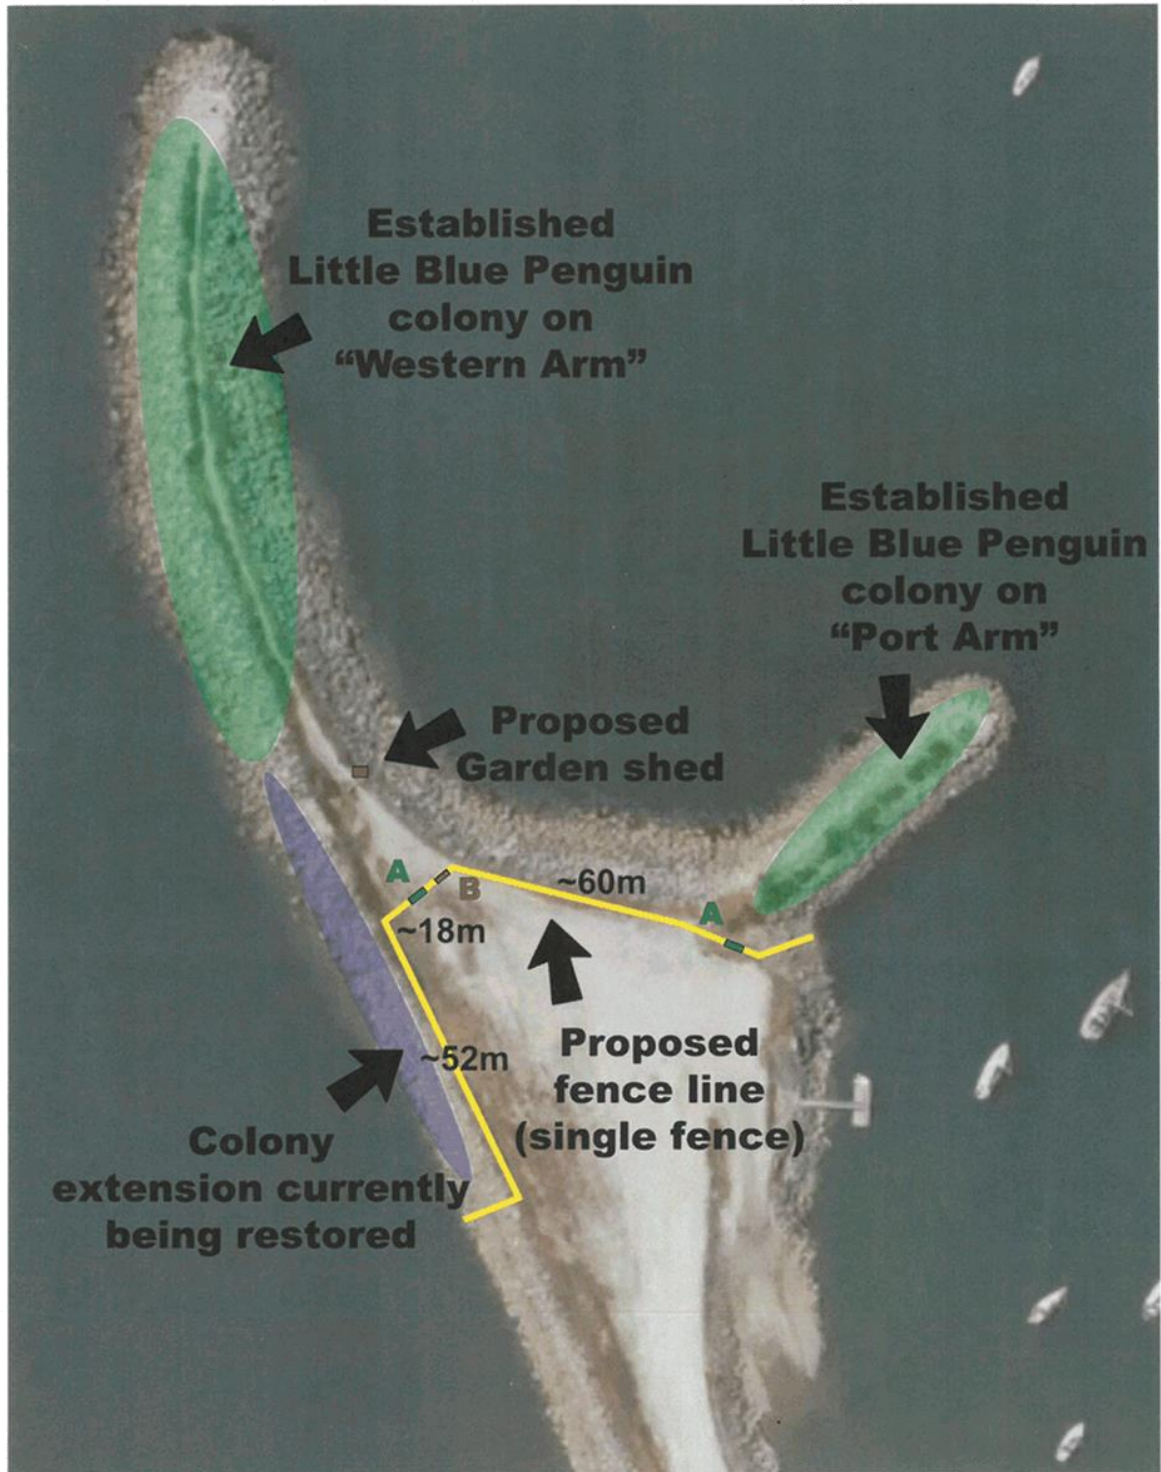 Established
Little Blue Penguin
colony on
“Western Arm”
Established
Little Blue Penguin
colony on
“Port Arm”
Proposed
Garden shed
A
B
~60m
A
~18m
~52m
Proposed
fence line
(single fence)
Colony
extension currently
being restored